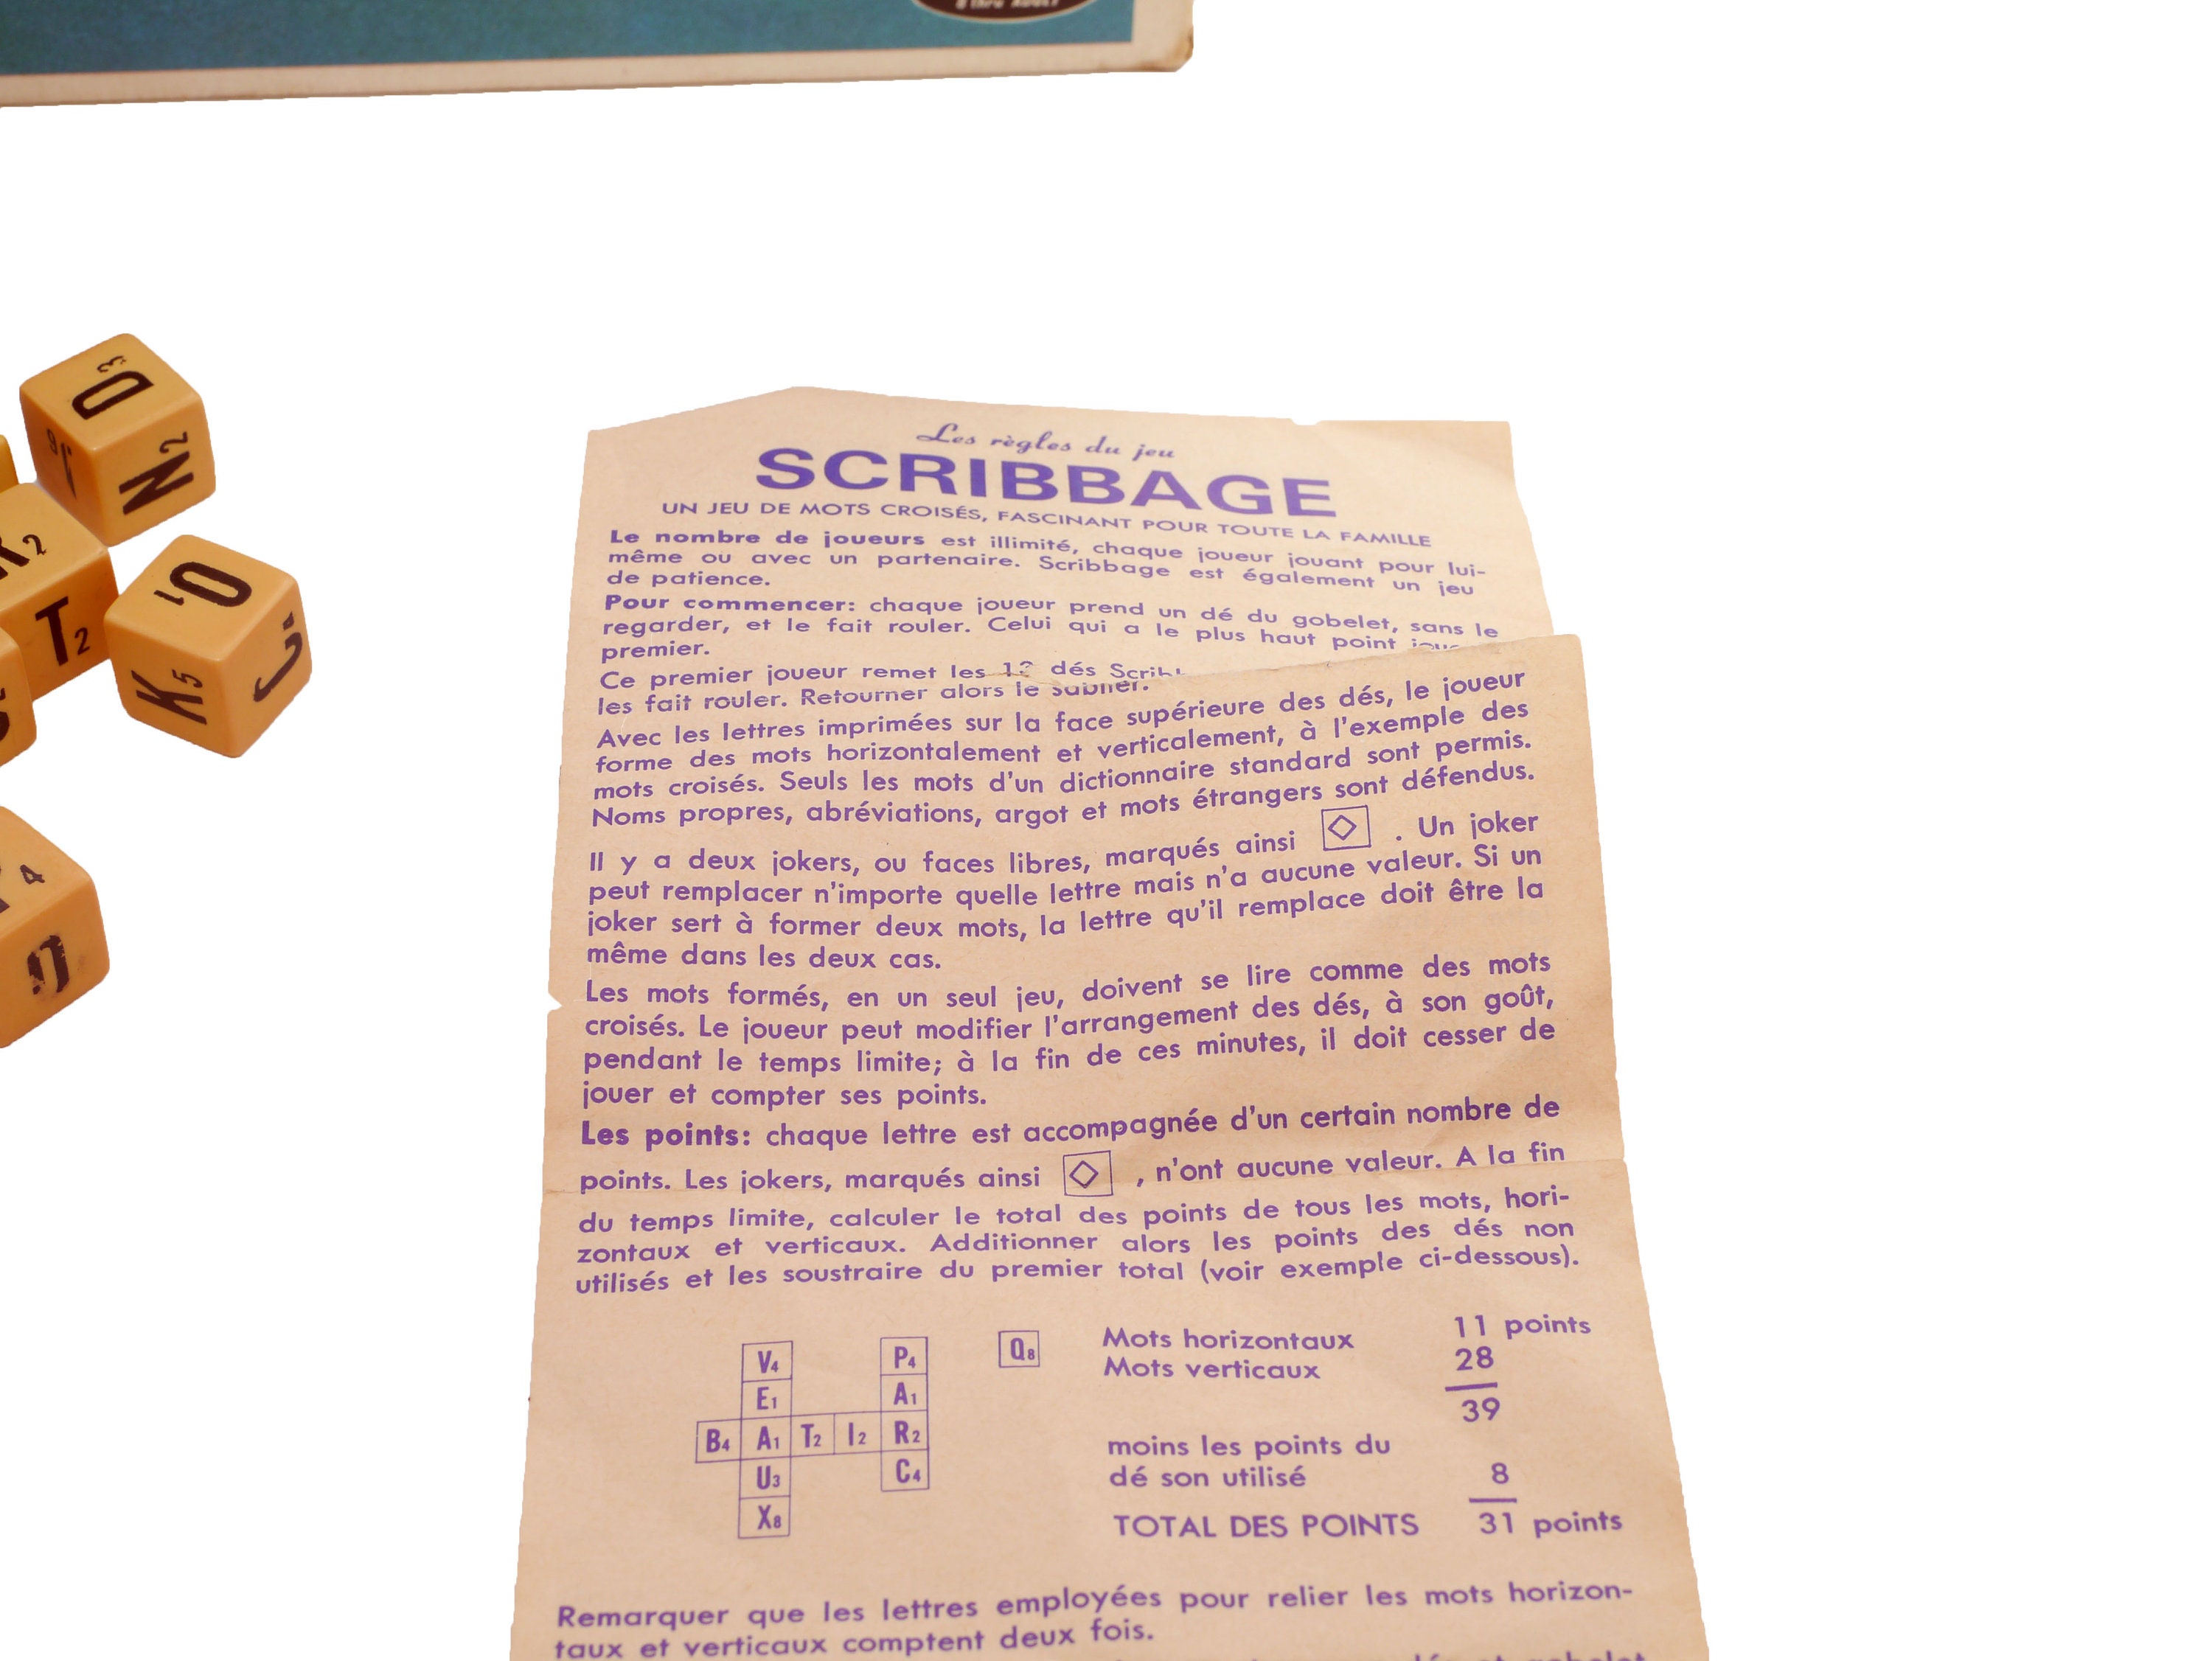 8 thru ADULT
D3
N2
R2
T2
O1
K5
4
Les règles du jeu
SCRIBBAGE
UN JEU DE MOTS CROISÉS, FASCINANT POUR TOUTE LA FAMILLE
Le nombre de joueurs est illimité, chaque joueur jouant pour lui-
même ou avec un partenaire. Scribbage est également un jeu
de patience.
Pour commencer: chaque joueur prend un dé du gobelet, sans le
regarder, et le fait rouler. Celui qui a le plus haut point
premier.
Ce premier joueur remet les dés
les fait rouler. Retourner alors le sablier.
Avec les lettres imprimées sur la face supérieure des dés, le joueur
forme des mots horizontalement et verticalement, à l'exemple des
mots croisés. Seuls les mots d'un dictionnaire standard sont permis.
Noms propres, abréviations, argot et mots étrangers sont défendus.
Il y a deux jokers, ou faces libres, marqués ainsi . Un joker
peut remplacer n'importe quelle lettre mais n'a aucune valeur. Si un
joker sert à former deux mots, la lettre qu'il remplace doit être la
même dans les deux cas.
Les mots formés, en un seul jeu, doivent se lire comme des mots
croisés. Le joueur peut modifier l'arrangement des dés, à son goût,
pendant le temps limite; à la fin de ces minutes, il doit cesser de
jouer et compter ses points.
Les points: chaque lettre est accompagnée d'un certain nombre de
points. Les jokers, marqués ainsi , n'ont aucune valeur. A la fin
du temps limite, calculer le total des points de tous les mots, hori-
zontaux et verticaux. Additionner alors les points des dés non
utilisés et les soustraire du premier total (voir exemple ci-dessous).
V4 P4 Q8
E1 A1
B4 A1 T2 I2 R2
U3 C4
X8
Mots horizontaux 11 points
Mots verticaux 28
39
moins les points du
dé son utilisé 8
TOTAL DES POINTS 31 points
Remarquer que les lettres employées pour relier les mots horizon-
taux et verticaux comptent deux fois.